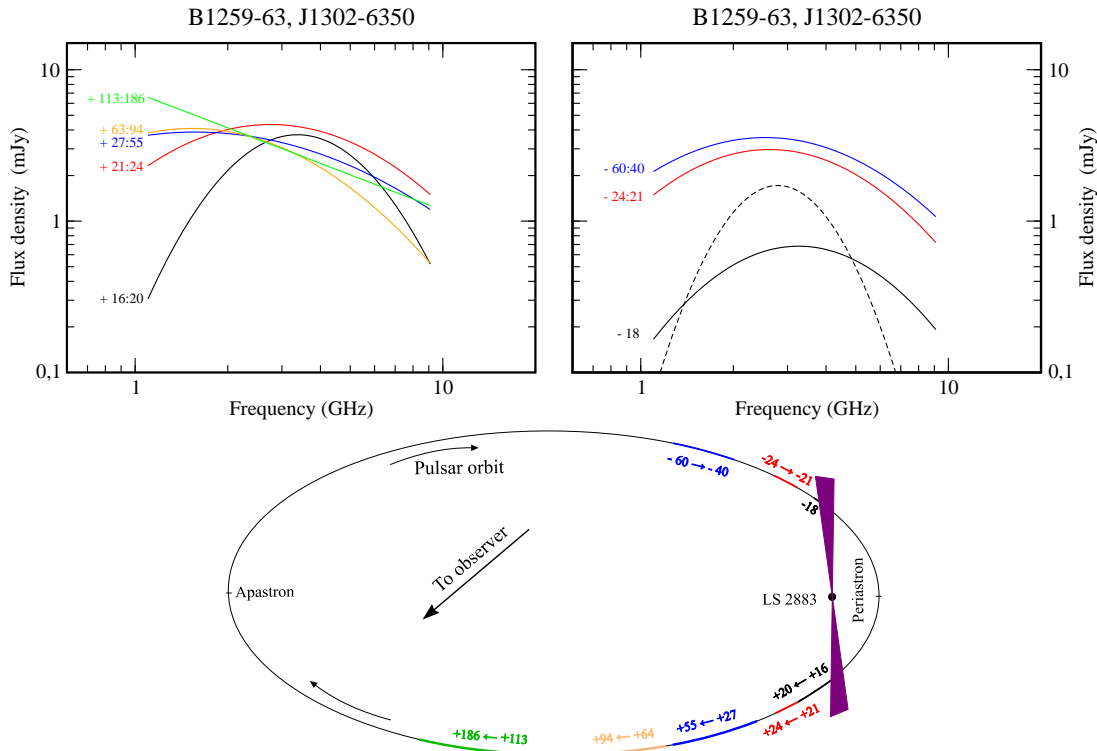 B1259-63, J1302-6350
B1259-63, J1302-6350
10
1
0,1
Flux density (mJy)
+ 113:186
+ 63:94
+ 27:55
+ 21:24
+ 16:20
1
10
Frequency (GHz)
- 60:40
- 24:21
- 18
10
1
0,1
Flux density (mJy)
1
10
Frequency (GHz)
Pulsar orbit
- 60 → - 40
-24 → -21
-18
To observer
Apastron
LS 2883
Periastron
+20 ← +16
+24 ← +21
+55 ← +27
+94 ← +64
+186 ← +113